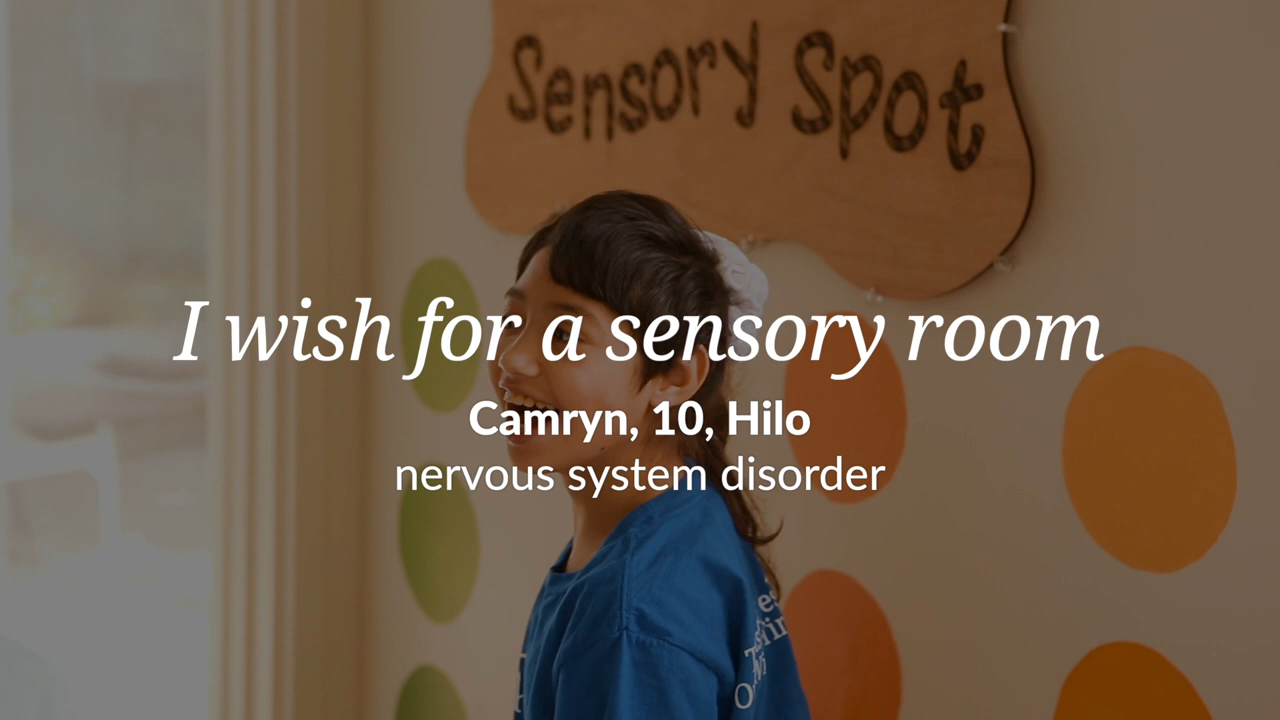 Sensory Spot
I wish for a sensory room
Camryn, 10, Hilo
nervous system disorder